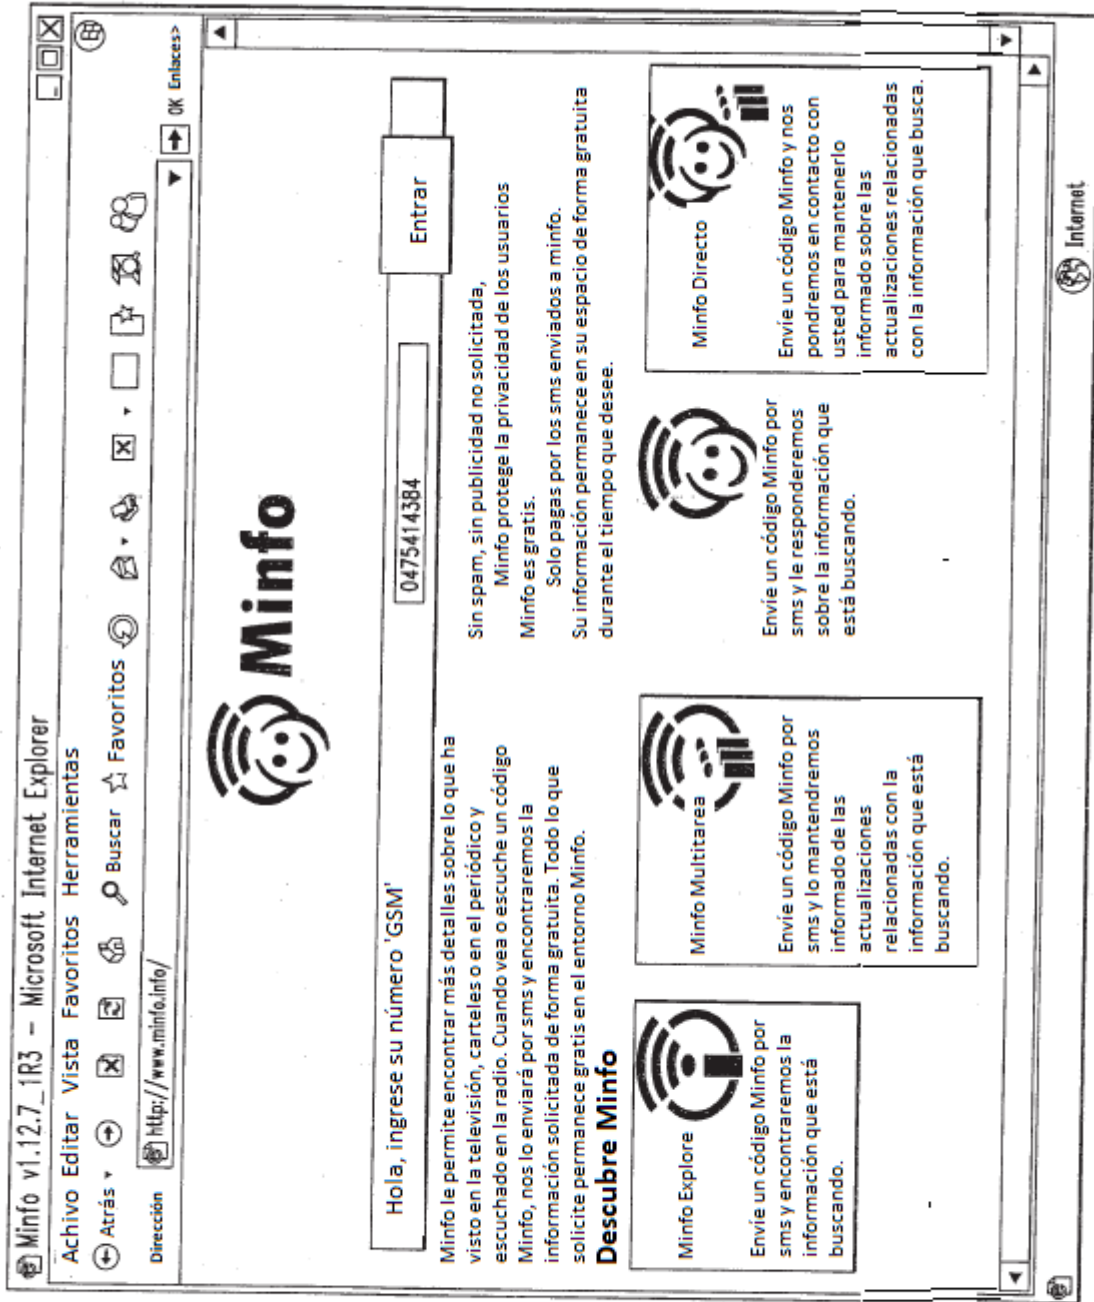 Minfo v1.12.7_1R3 – Microsoft Internet Explorer
Achivo Editar Vista Favoritos Herramientas
Atrás Buscar Favoritos
Dirección http://www.minfo.info/ OK Enlaces>
Minfo
Hola, ingrese su número 'GSM' 0475414384 Entrar
Minfo le permite encontrar más detalles sobre lo que ha
visto en la televisión, carteles o en el periódico y
escuchado en la radio. Cuando vea o escuche un código
Minfo, nos lo enviará por sms y encontraremos la
información solicitada de forma gratuita. Todo lo que
solicite permanece gratis en el entorno Minfo.
Sin spam, sin publicidad no solicitada,
Minfo protege la privacidad de los usuarios
Minfo es gratis.
Solo pagas por los sms enviados a minfo.
Su información permanece en su espacio de forma gratuita
durante el tiempo que desee.
Descubre Minfo
Minfo Explore
Envíe un código Minfo por
sms y encontraremos la
información que está
buscando.
Minfo Multitarea
Envíe un código Minfo por
sms y lo mantendremos
informado de las
actualizaciones
relacionadas con la
información que está
buscando.
Envíe un código Minfo por
sms y le responderemos
sobre la información que
está buscando.
Minfo Directo
Envíe un código Minfo y nos
pondremos en contacto con
usted para mantenerlo
informado sobre las
actualizaciones relacionadas
con la información que busca.
Internet